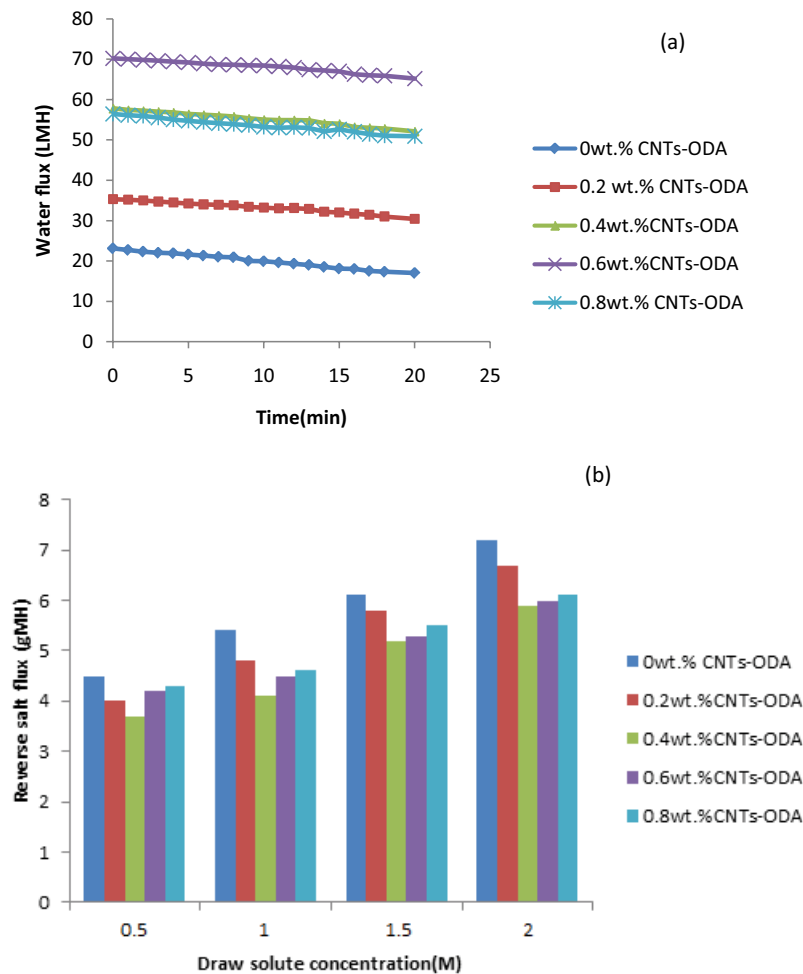 (a)
80
70
60
50
40
30
20
10
0
Water flux (LMH)
0 5 10 15 20 25
Time(min)
0wt.% CNTs-ODA
0.2 wt.% CNTs-ODA
0.4wt.%CNTs-ODA
0.6wt.%CNTs-ODA
0.8wt.% CNTs-ODA
(b)
8
7
6
5
4
3
2
1
0
Reverse salt flux (gMH)
0.5 1 1.5 2
Draw solute concentration(M)
0wt.% CNTs-ODA
0.2wt.%CNTs-ODA
0.4wt.%CNTs-ODA
0.6wt.%CNTs-ODA
0.8wt.%CNTs-ODA